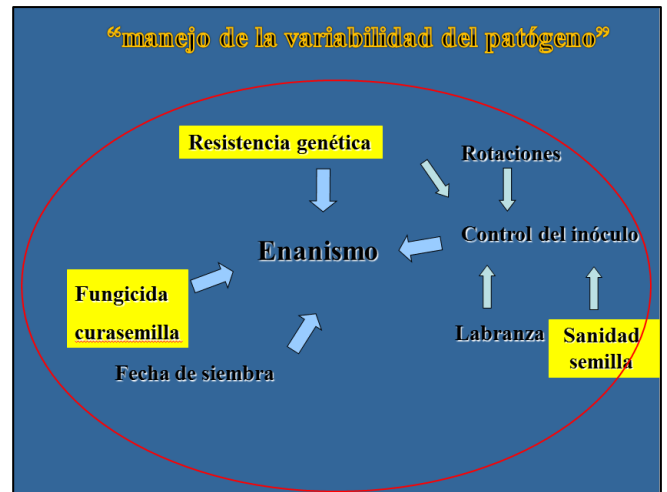 “manejo de la variabilidad del patógeno”
Resistencia genética
Rotaciones
Enanismo
Control del inóculo
Fungicida
curasemilla
Fecha de siembra
Labranza
Sanidad
semilla